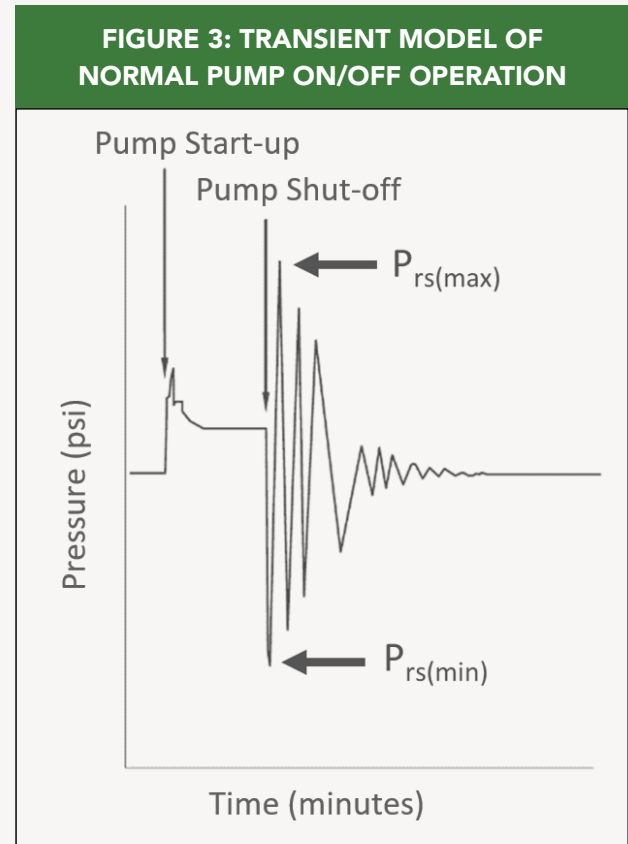 FIGURE 3: TRANSIENT MODEL OF
NORMAL PUMP ON/OFF OPERATION
Pump Start-up
Pump Shut-off
Prs(max)
Pressure (psi)
Prs(min)
Time (minutes)